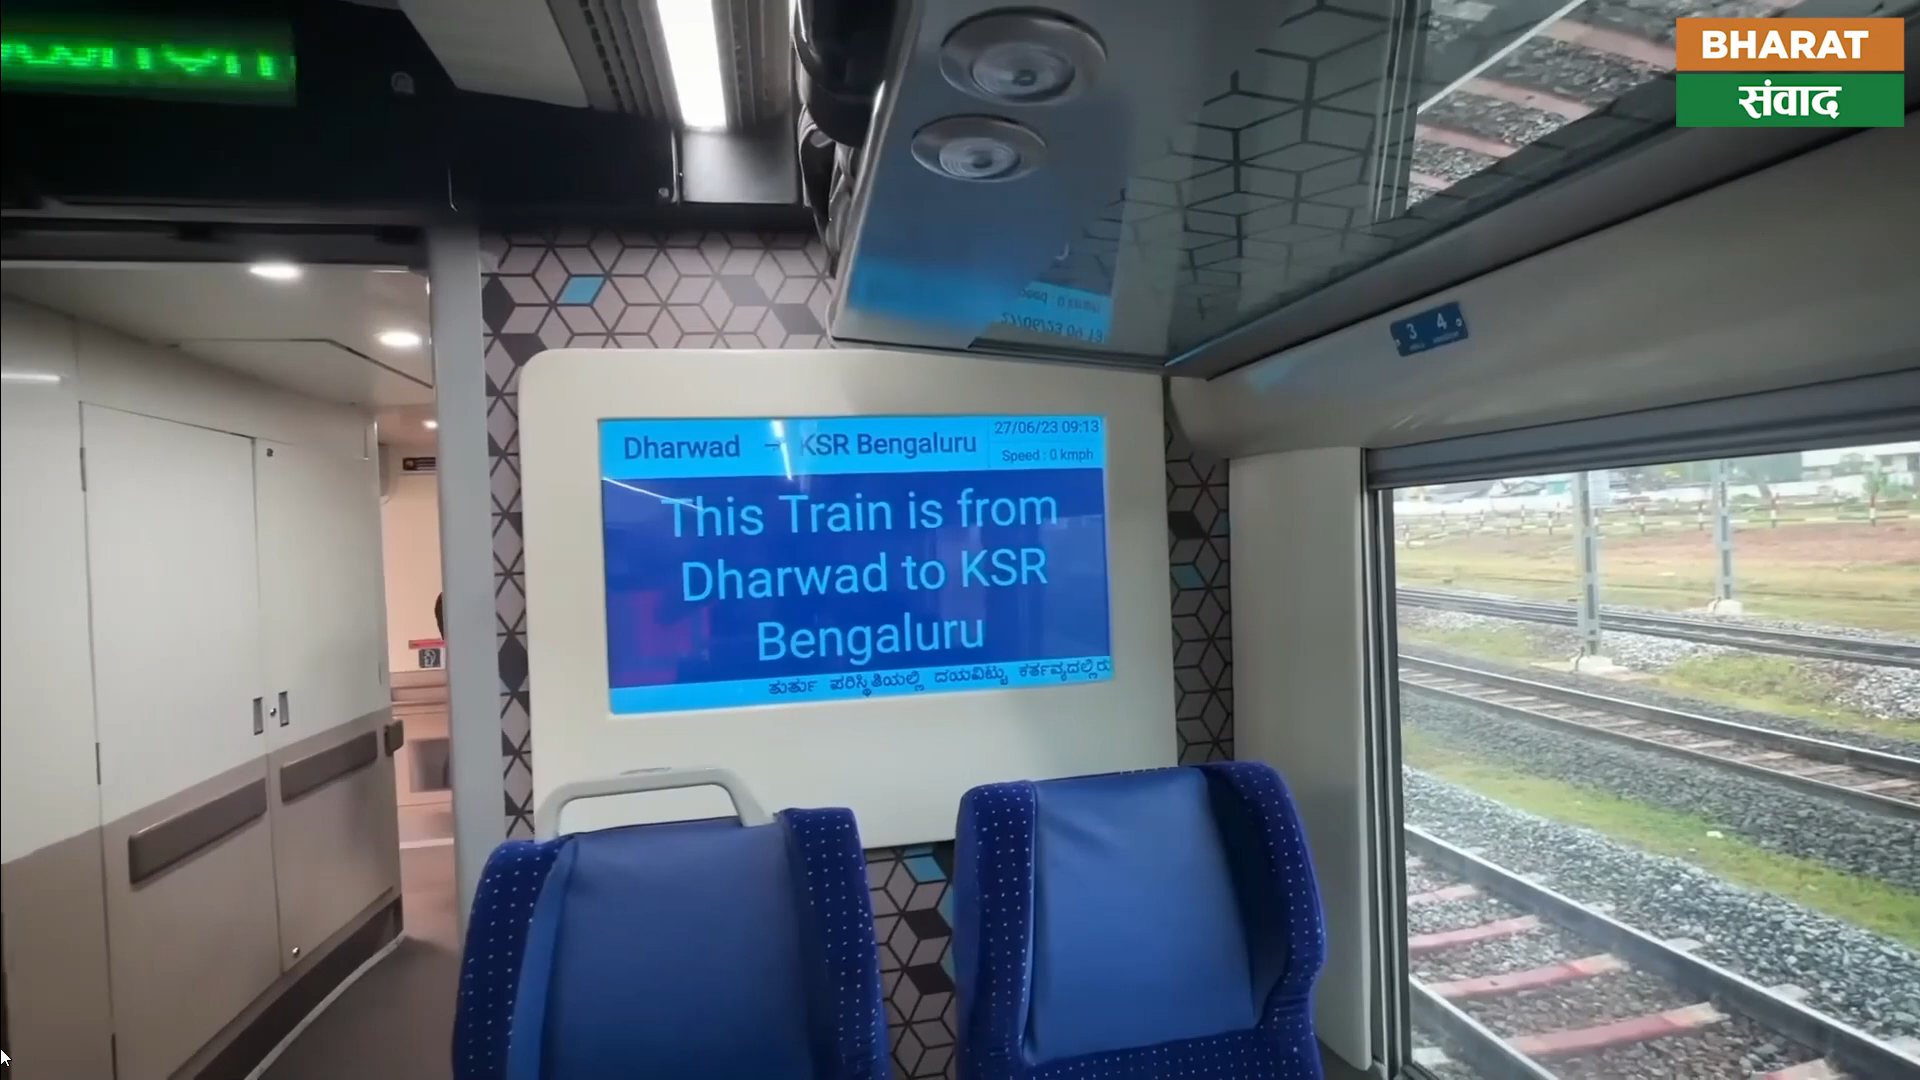 BHARAT
संवाद
3 4
Dharwad → KSR Bengaluru
27/06/23 09:13
Speed : 0 kmph
This Train is from
Dharwad to KSR
Bengaluru
ತುರ್ತು ಪರಿಸ್ಥಿತಿಯಲ್ಲಿ ದಯವಿಟ್ಟು ಕರ್ತವ್ಯದಲ್ಲಿರು